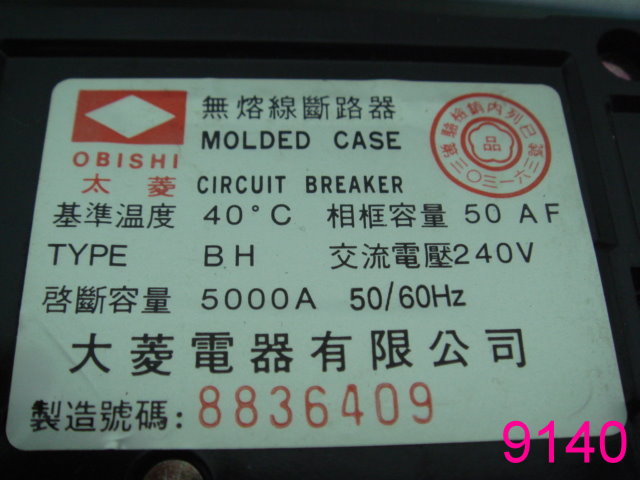 無熔線斷路器
MOLDED CASE
OBISHI
太菱 CIRCUIT BREAKER
基準温度 40°C 相框容量 50 AF
TYPE BH 交流電壓240V
啓斷容量 5000A 50/60Hz
大菱電器有限公司
製造號碼: 8836409
品
9140